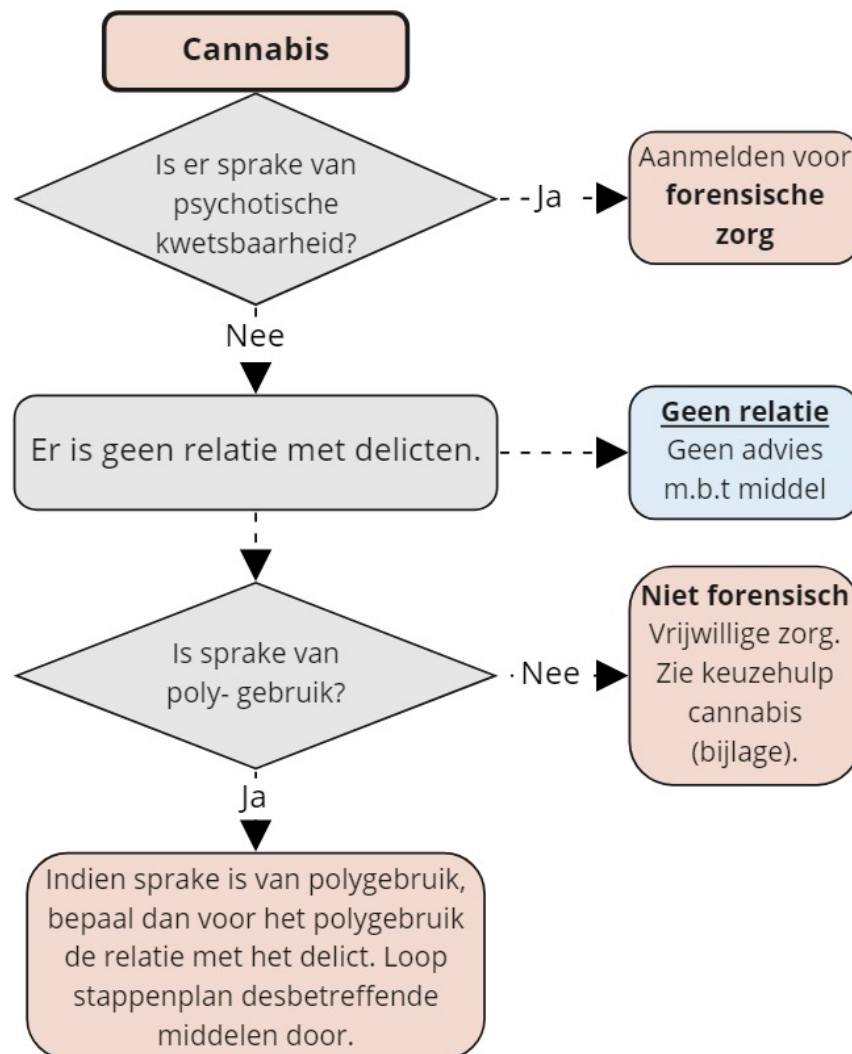 Cannabis
Is er sprake van
psychotische
kwetsbaarheid?
Ja
Aanmelden voor
forensische
zorg
Nee
Er is geen relatie met delicten.
Geen relatie
Geen advies
m.b.t middel
Is sprake van
poly- gebruik?
Nee
Niet forensisch
Vrijwillige zorg.
Zie keuzehulp
cannabis
(bijlage).
Ja
Indien sprake is van polygebruik,
bepaal dan voor het polygebruik
de relatie met het delict. Loop
stappenplan desbetreffende
middelen door.